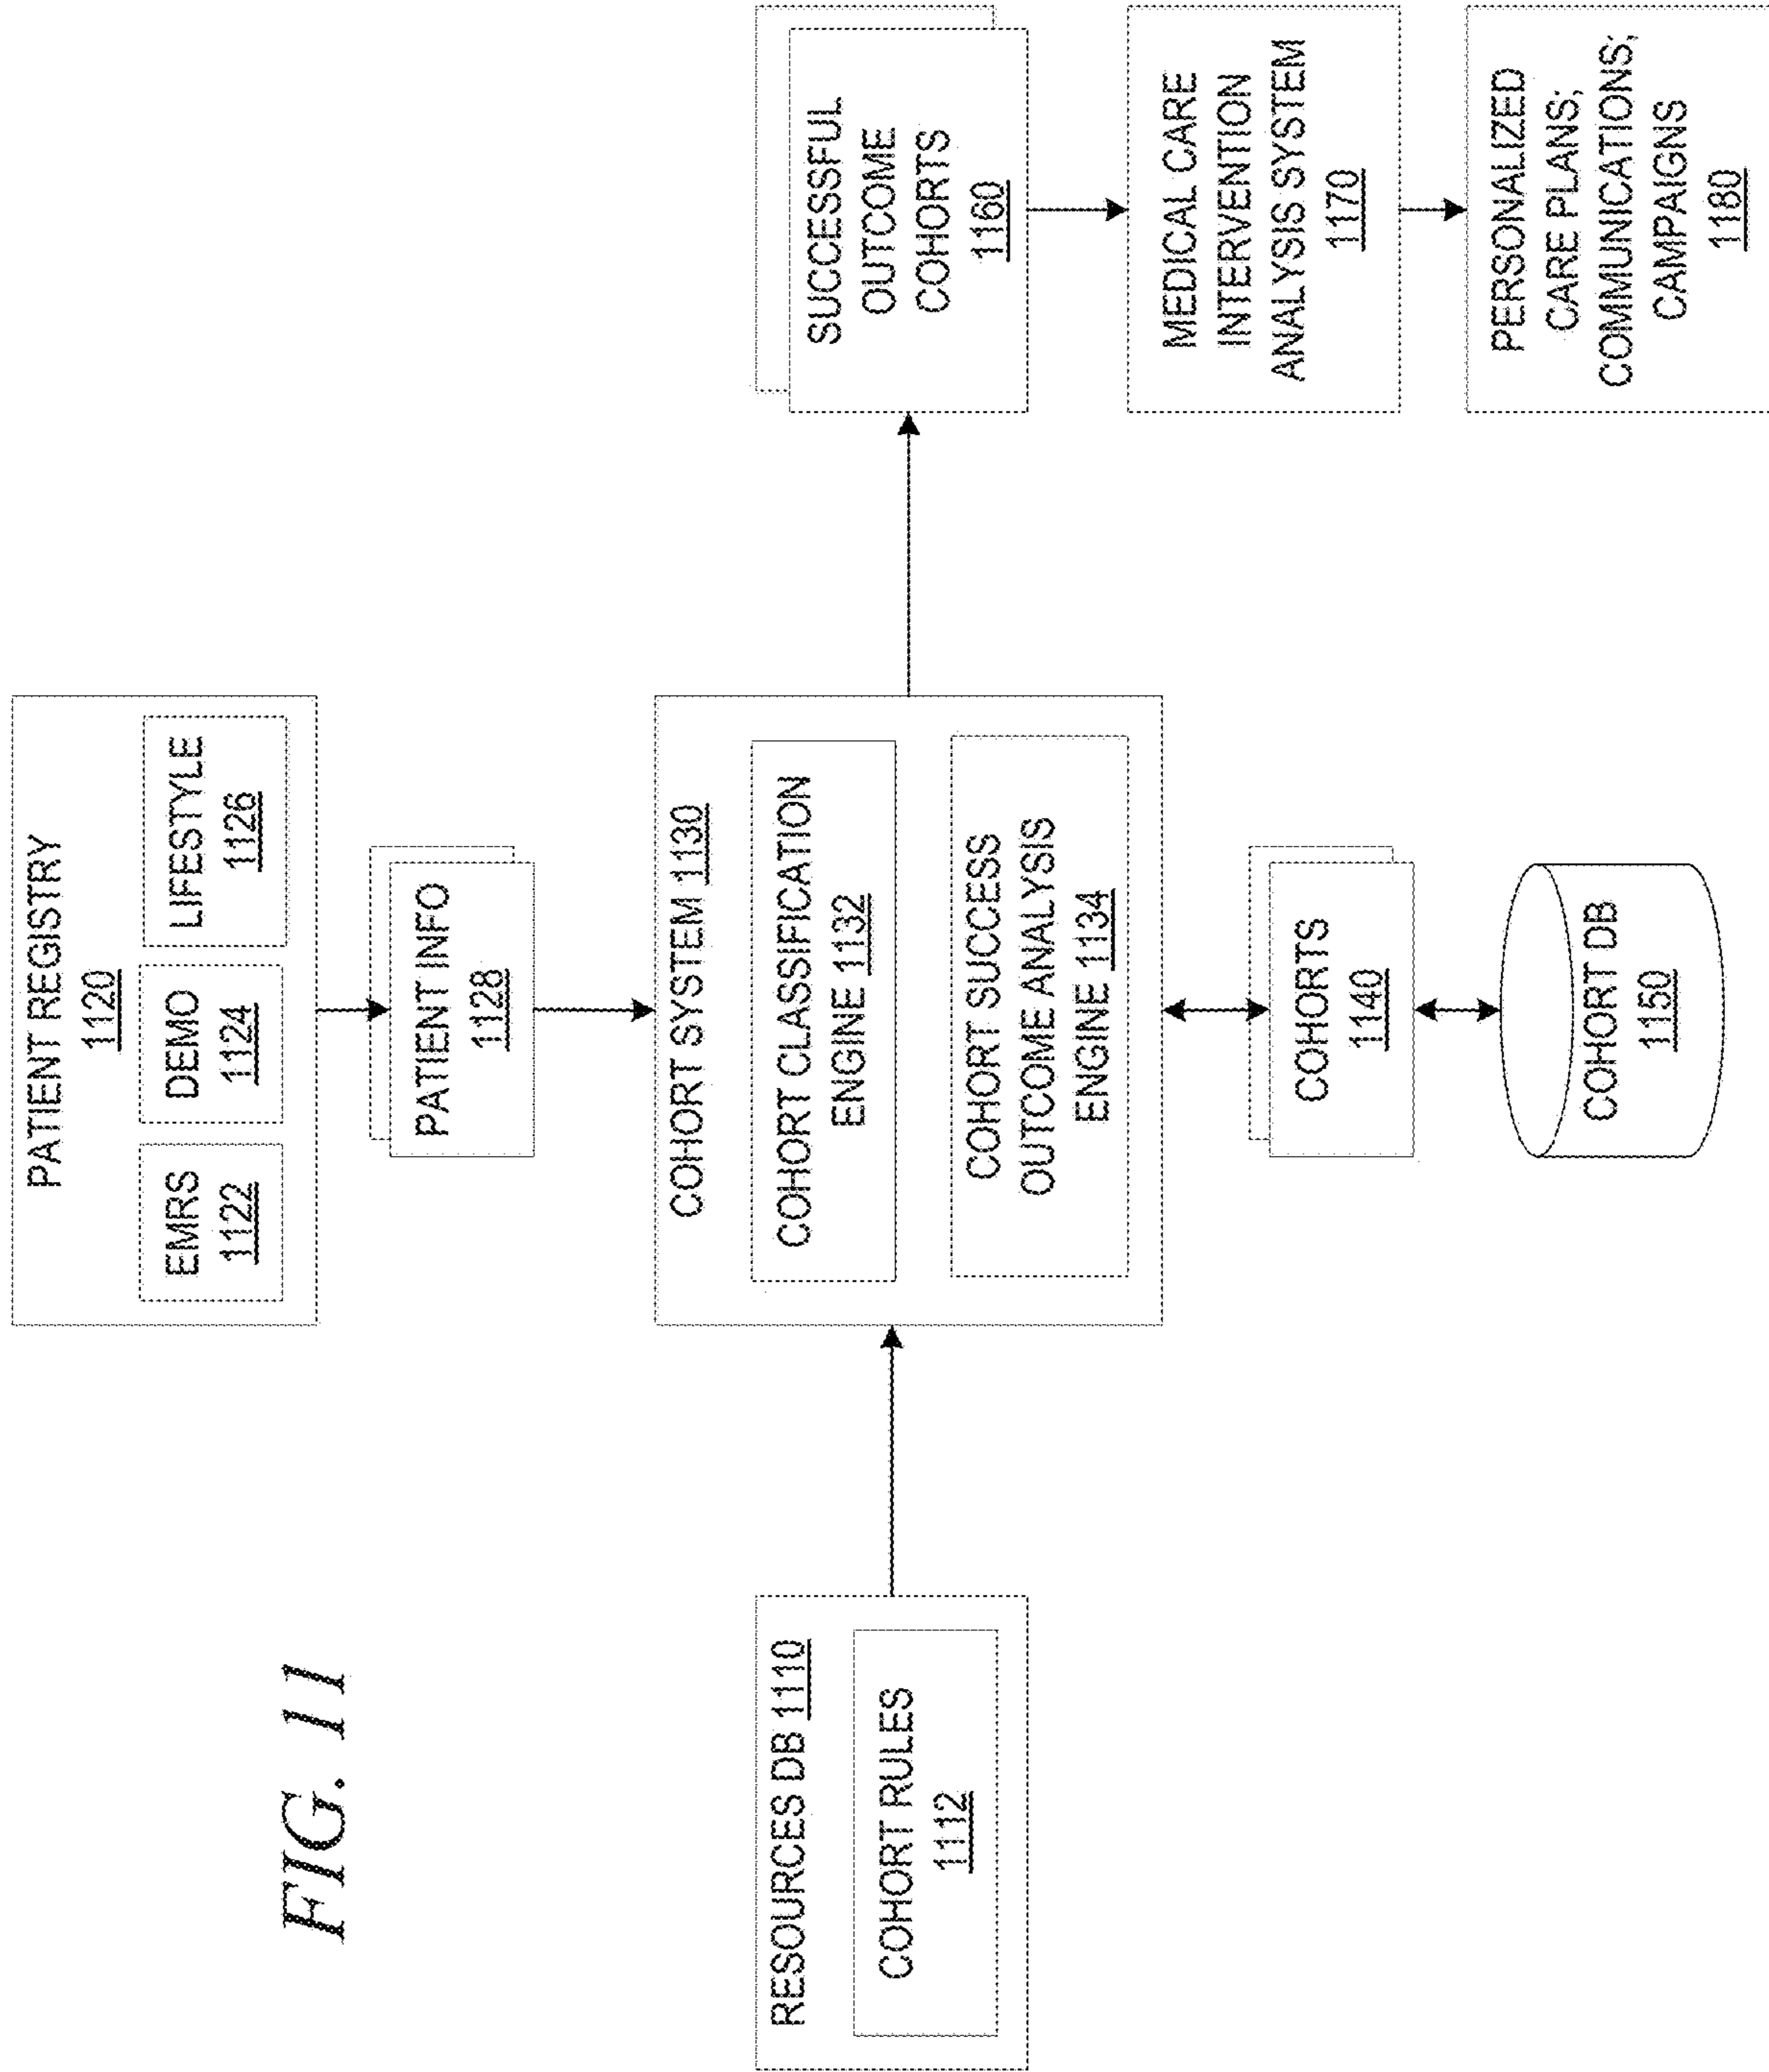 FIG. 11
PATIENT REGISTRY
1120
EMRS
1122
DEMO
1124
LIFESTYLE
1126
PATIENT INFO
1128
RESOURCES DB 1110
COHORT RULES
1112
COHORT SYSTEM 1130
COHORT CLASSIFICATION
ENGINE 1132
COHORT SUCCESS
OUTCOME ANALYSIS
ENGINE 1134
COHORTS
1140
COHORT DB
1150
SUCCESSFUL
OUTCOME
COHORTS
1160
MEDICAL CARE
INTERVENTION
ANALYSIS SYSTEM
1170
PERSONALIZED
CARE PLANS;
COMMUNICATIONS;
CAMPAIGNS
1180